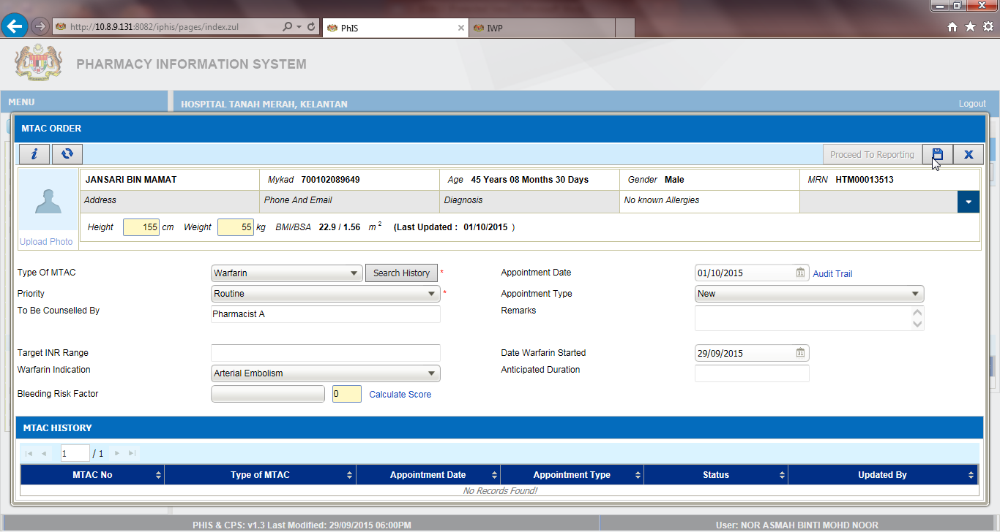 http://10.8.9.131:8082/iphis/pages/index.zul PhIS IWP
PHARMACY INFORMATION SYSTEM
MENU HOSPITAL TANAH MERAH, KELANTAN Logout
MTAC ORDER
i Proceed To Reporting X
JANSARI BIN MAMAT Mykad 700102089649 Age 45 Years 08 Months 30 Days Gender Male MRN HTM00013513
Address Phone And Email Diagnosis No known Allergies
Height 155 cm Weight 55 kg BMI/BSA 22.9 / 1.56 m 2 (Last Updated : 01/10/2015 )
Upload Photo
Type Of MTAC Warfarin Search History * Appointment Date 01/10/2015 31 Audit Trail
Priority Routine * Appointment Type New
To Be Counselled By Pharmacist A Remarks
Target INR Range Date Warfarin Started 29/09/2015 31
Warfarin Indication Arterial Embolism Anticipated Duration
Bleeding Risk Factor 0 Calculate Score
MTAC HISTORY
1 / 1
MTAC No Type of MTAC Appointment Date Appointment Type Status Updated By
No Records Found!
PHIS & CPS: v1.3 Last Modified: 29/09/2015 06:00PM User: NOR ASMAH BINTI MOHD NOOR